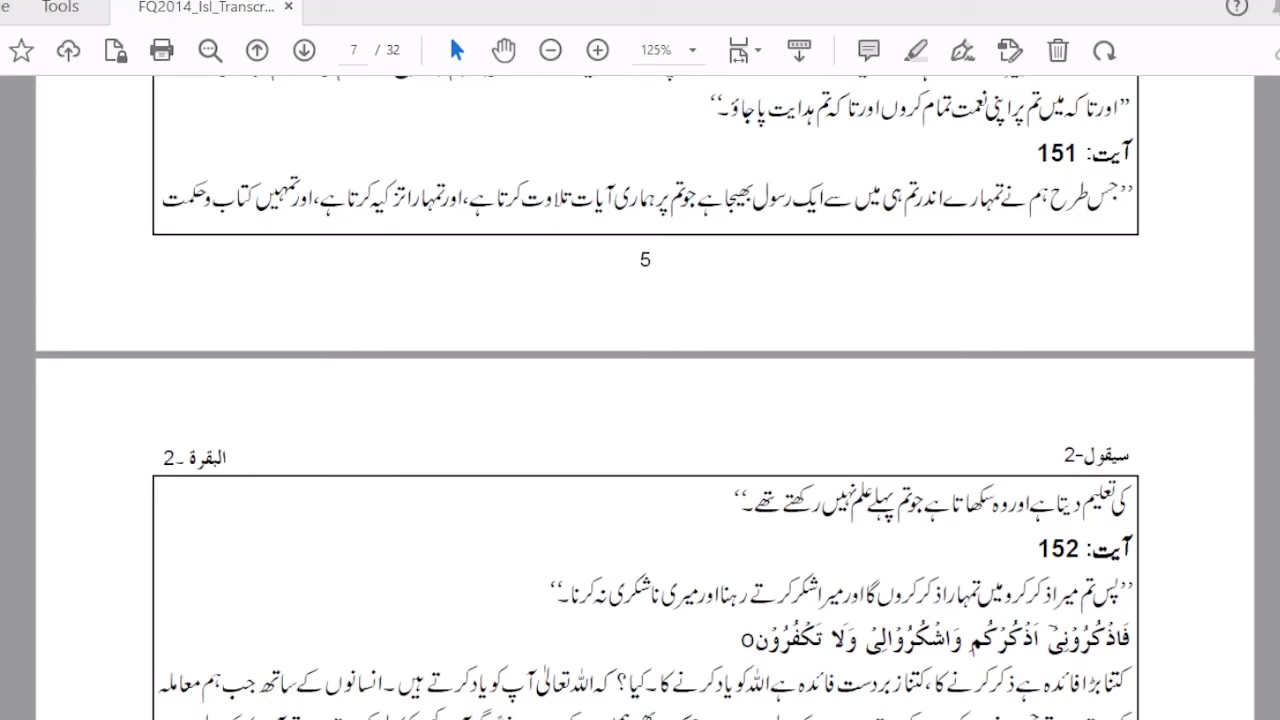 Tools
FQ2014_Isl_Transcr... ×
7 / 32
125%
”اور تا کہ میں تم پر اپنی نعمت تمام کروں اور تا کہ تم ہدایت پا جاؤ۔‘‘
آیت: 151
’’جس طرح ہم نے تمہارے اندر تم ہی میں سے ایک رسول بھیجا ہے جو تم پر ہماری آیات تلاوت کرتا ہے، اور تمہارا تزکیہ کرتا ہے، اور تمہیں کتاب و حکمت
5
سیقول-2
البقرۃ ۔2
کی تعلیم دیتا ہے اور وہ سکھاتا ہے جو تم پہلے علم نہیں رکھتے تھے۔‘‘
آیت: 152
’’پس تم میرا ذکر کرو میں تمہارا ذکر کروں گا اور میرا شکر کرتے رہنا اور میری ناشکری نہ کرنا۔‘‘
فَاذْكُرُوْنِیْٓ اَذْكُرْكُمْ وَاشْكُرُوْالِیْ وَلَا تَكْفُرُوْنِo
کتنا بڑا فائدہ ہے ذکر کرنے کا، کتنا زبردست فائدہ ہے اللہ کو یاد کرنے کا۔ کیا؟ کہ اللہ تعالیٰ آپ کو یاد کرتے ہیں۔ انسانوں کے ساتھ جب ہم معاملہ